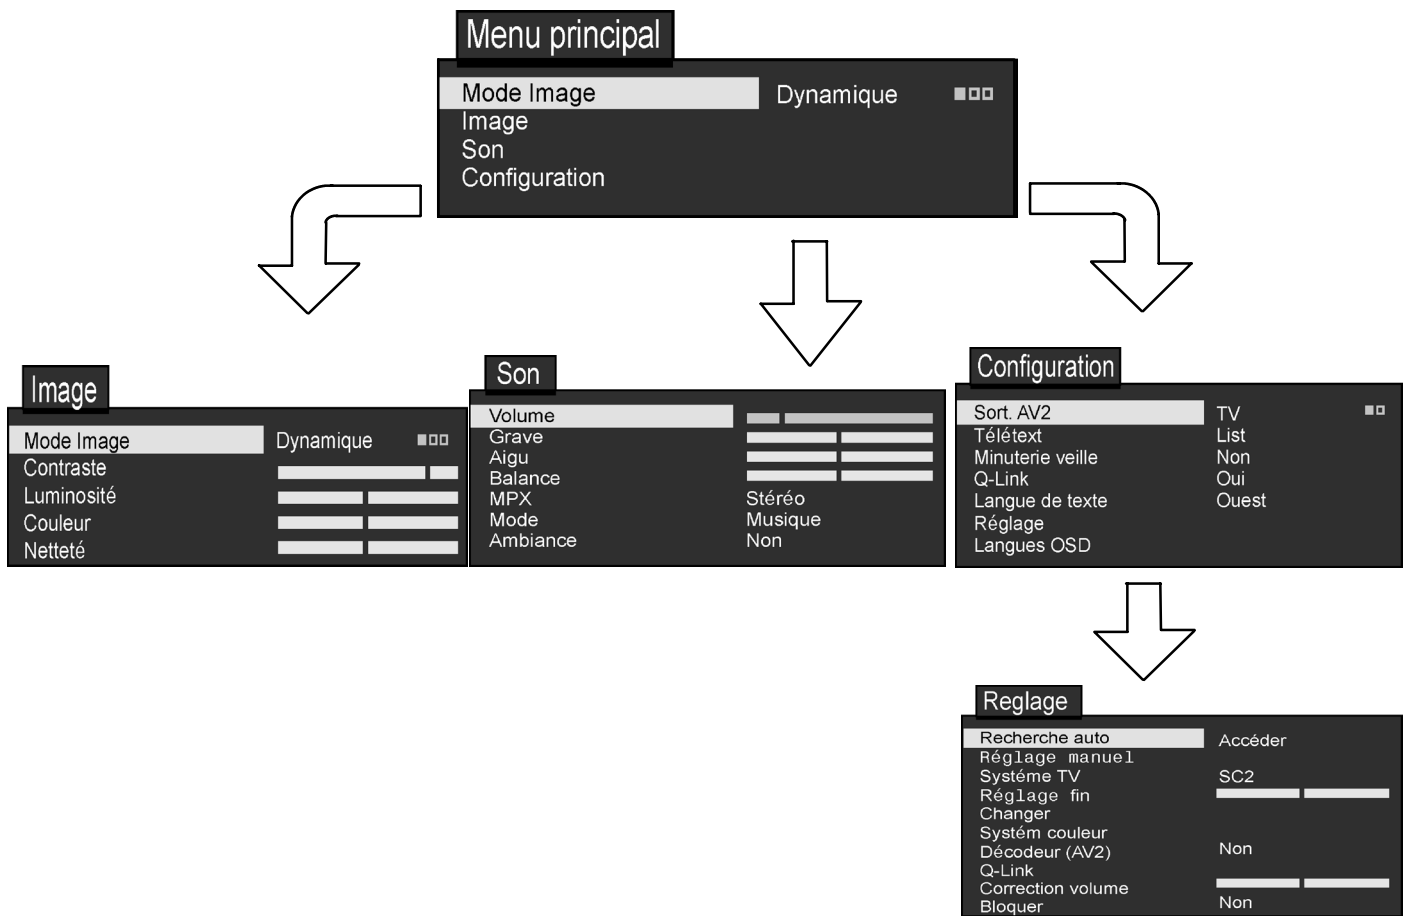 Menu principal
Mode Image Dynamique
Image
Son
Configuration
Image
Mode Image Dynamique
Contraste
Luminosité
Couleur
Netteté
Son
Volume
Grave
Aigu
Balance
MPX Stéréo
Mode Musique
Ambiance Non
Configuration
Sort. AV2 TV
Télétext List
Minuterie veille Non
Q-Link Oui
Langue de texte Ouest
Réglage
Langues OSD
Reglage
Recherche auto Accéder
Réglage manuel
Systéme TV SC2
Réglage fin
Changer
Systém couleur
Décodeur (AV2) Non
Q-Link
Correction volume
Bloquer Non